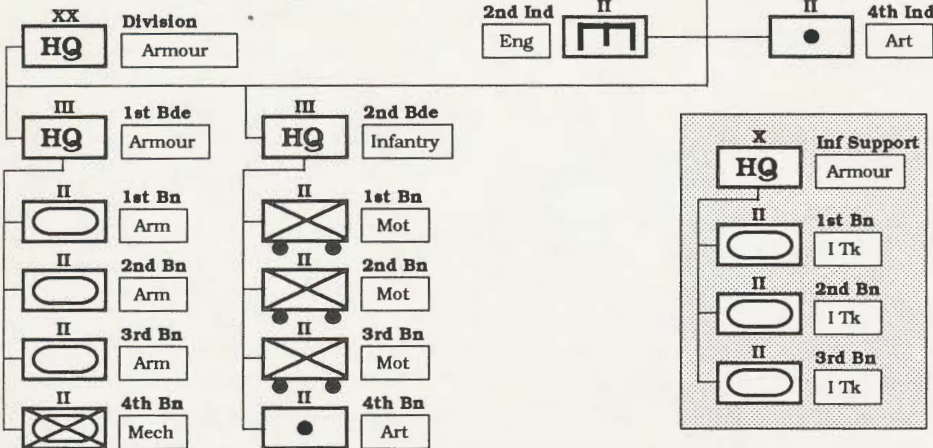 XX
Division
HQ
Armour
2nd Ind
II
Eng
II
4th Ind
Art
III
1st Bde
HQ
Armour
III
2nd Bde
HQ
Infantry
II
1st Bn
Arm
II
2nd Bn
Arm
II
3rd Bn
Arm
II
4th Bn
Mech
II
1st Bn
Mot
II
2nd Bn
Mot
II
3rd Bn
Mot
II
4th Bn
Art
X
Inf Support
HQ
Armour
II
1st Bn
I Tk
II
2nd Bn
I Tk
II
3rd Bn
I Tk